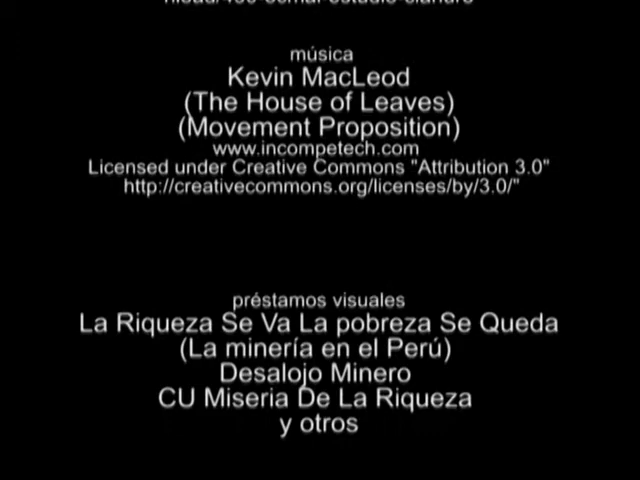 música
Kevin MacLeod
(The House of Leaves)
(Movement Proposition)
www.incompetech.com
Licensed under Creative Commons "Attribution 3.0"
http://creativecommons.org/licenses/by/3.0/"
préstamos visuales
La Riqueza Se Va La pobreza Se Queda
(La minería en el Perú)
Desalojo Minero
CU Miseria De La Riqueza
y otros